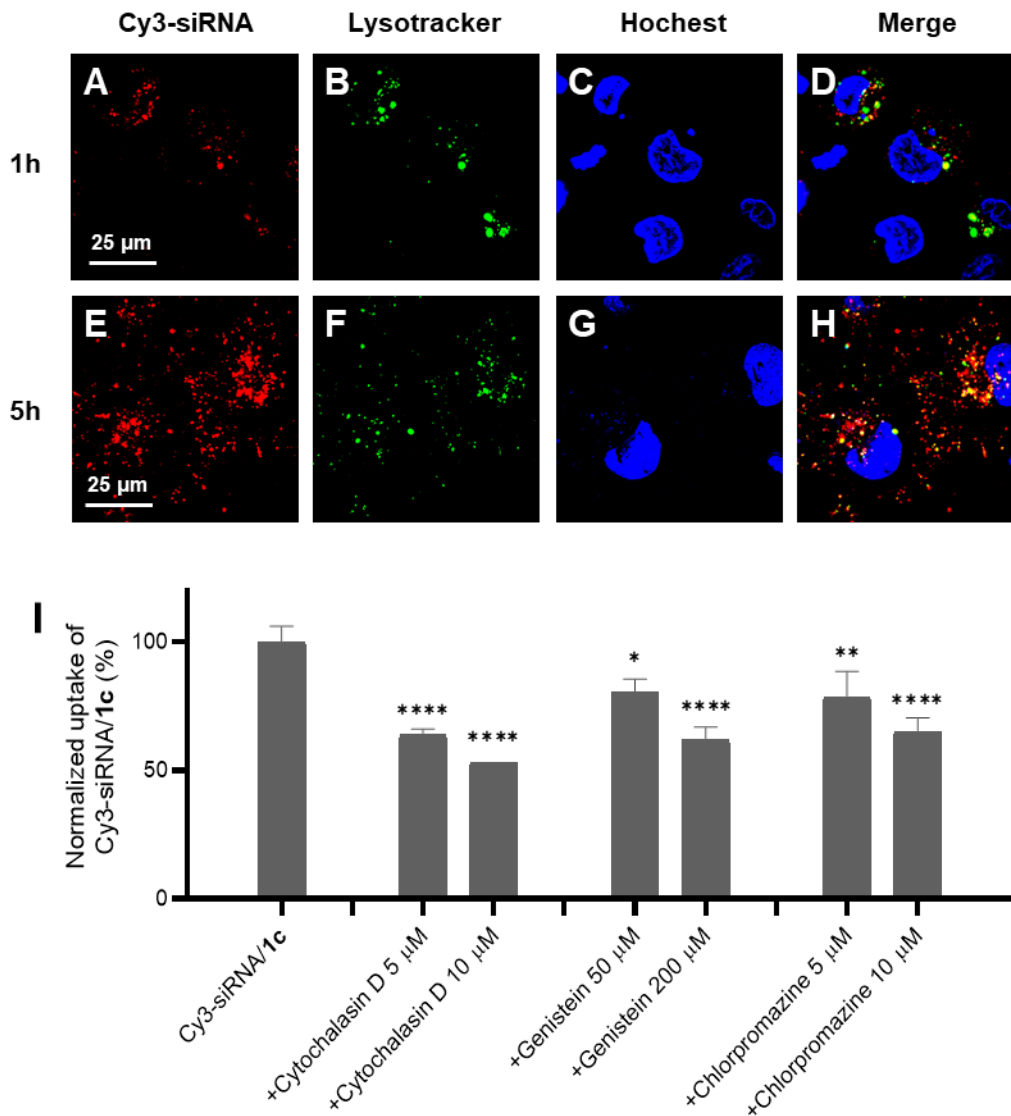 Cy3-siRNA Lysotracker Hochest Merge
1h
A B C D
25 µm
5h
E F G H
25 µm
I
Normalized uptake of
Cy3-siRNA/1c (%)
100
50
0
**** **** * **** ** ****
Cy3-siRNA/1c
+Cytochalasin D 5 µM
+Cytochalasin D 10 µM
+Genistein 50 µM
+Genistein 200 µM
+Chlorpromazine 5 µM
+Chlorpromazine 10 µM